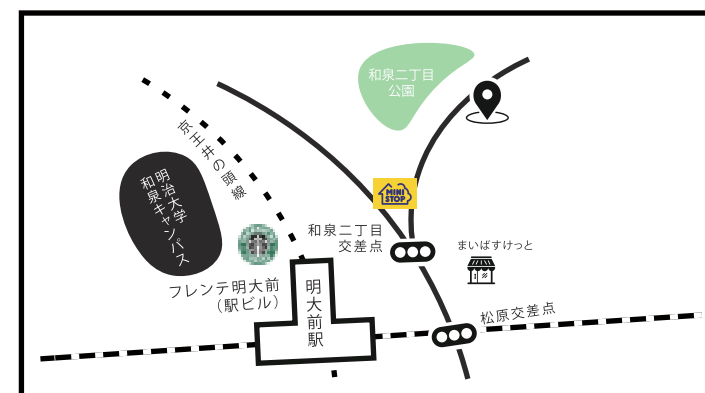 和泉二丁目
公園
京王井の頭線
明治大学
和泉キャンパス
MINI
STOP
和泉二丁目
交差点
まいばすけっと
フレンテ明大前
（駅ビル）
明大前駅
松原交差点